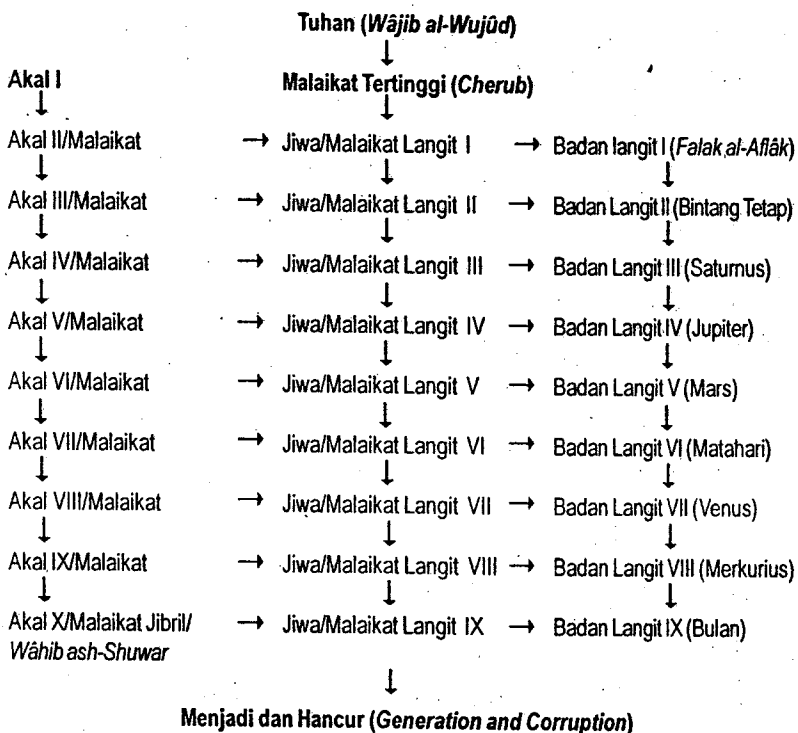 Tuhan (Wâjib al-Wujûd)
↓
Akal I Malaikat Tertinggi (Cherub)
↓ ↓
Akal II/Malaikat → Jiwa/Malaikat Langit I → Badan langit I (Falak al-Aflâk)
↓ ↓ ↓
Akal III/Malaikat → Jiwa/Malaikat Langit II → Badan Langit II (Bintang Tetap)
↓ ↓ ↓
Akal IV/Malaikat → Jiwa/Malaikat Langit III → Badan Langit III (Saturnus)
↓ ↓ ↓
Akal V/Malaikat → Jiwa/Malaikat Langit IV → Badan Langit IV (Jupiter)
↓ ↓ ↓
Akal VI/Malaikat → Jiwa/Malaikat Langit V → Badan Langit V (Mars)
↓ ↓ ↓
Akal VII/Malaikat → Jiwa/Malaikat Langit VI → Badan Langit VI (Matahari)
↓ ↓ ↓
Akal VIII/Malaikat → Jiwa/Malaikat Langit VII → Badan Langit VII (Venus)
↓ ↓ ↓
Akal IX/Malaikat → Jiwa/Malaikat Langit VIII → Badan Langit VIII (Merkurius)
↓ ↓ ↓
Akal X/Malaikat Jibril/ → Jiwa/Malaikat Langit IX → Badan Langit IX (Bulan)
Wâhib ash-Shuwar
↓
Menjadi dan Hancur (Generation and Corruption)